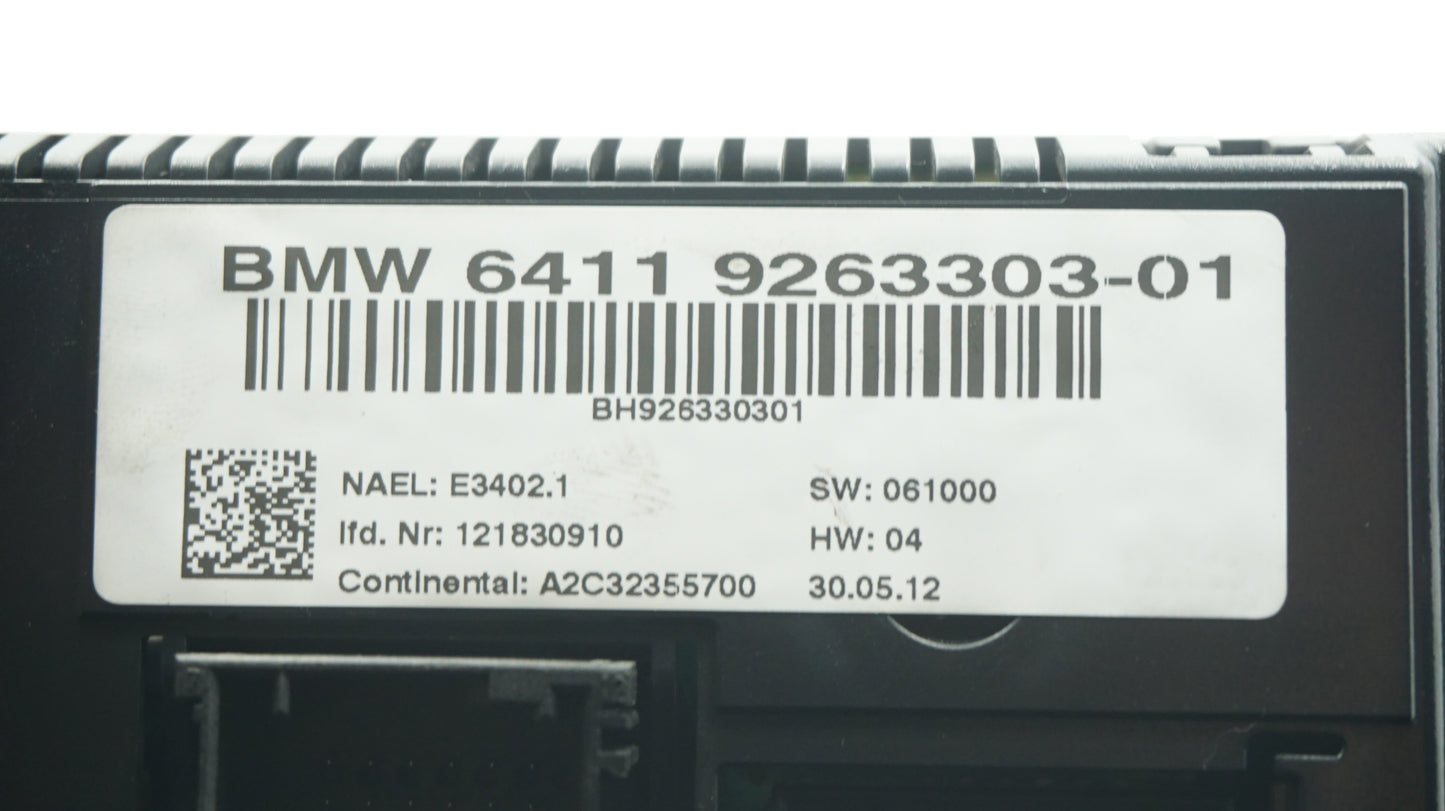 BMW 6411 9263303-01
BH926330301
NAEL: E3402.1
lfd. Nr: 121830910
Continental: A2C32355700
SW: 061000
HW: 04
30.05.12